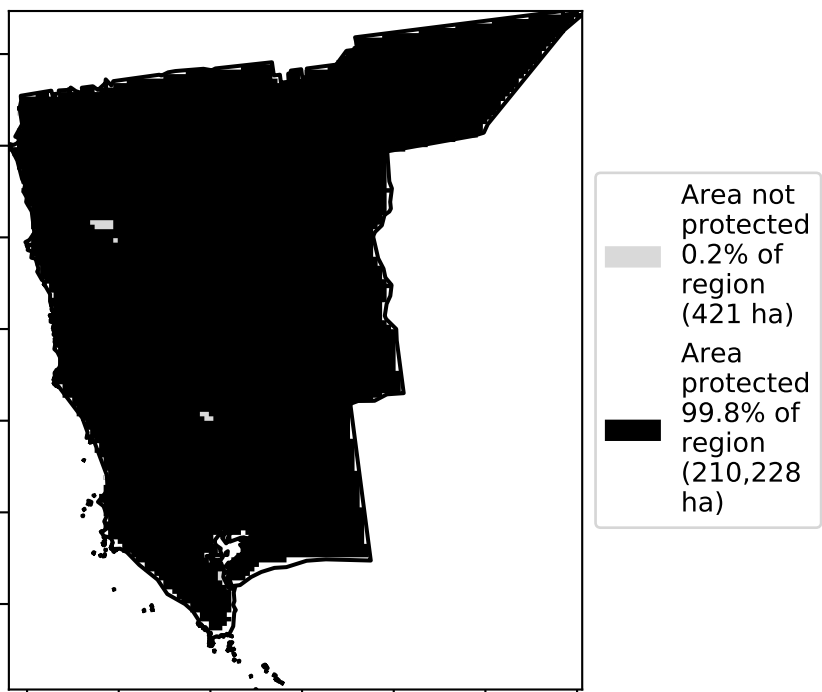 Area not
protected
0.2% of
region
(421 ha)
Area
protected
99.8% of
region
(210,228
ha)